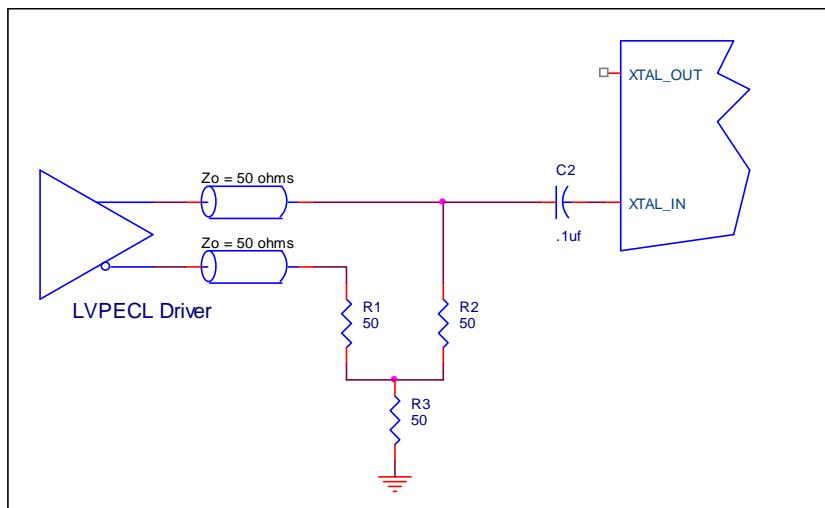 XTAL_OUT
Zo = 50 ohms
C2
XTAL_IN
.1uf
Zo = 50 ohms
LVPECL Driver
R1
50
R2
50
R3
50